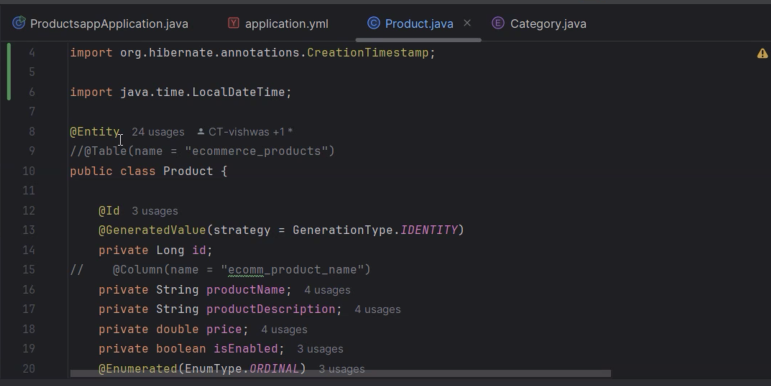 ProductsappApplication.java application.yml Product.java Category.java
4 import org.hibernate.annotations.CreationTimestamp;
5
6 import java.time.LocalDateTime;
7
8 @Entity 24 usages CT-vishwas +1 *
9 //@Table(name = "ecommerce_products")
10 public class Product {
11
12 @Id 3 usages
13 @GeneratedValue(strategy = GenerationType.IDENTITY)
14 private Long id;
15 // @Column(name = "ecomm_product_name")
16 private String productName; 4 usages
17 private String productDescription; 4 usages
18 private double price; 4 usages
19 private boolean isEnabled; 3 usages
20 @Enumerated(EnumType.ORDINAL) 3 usages